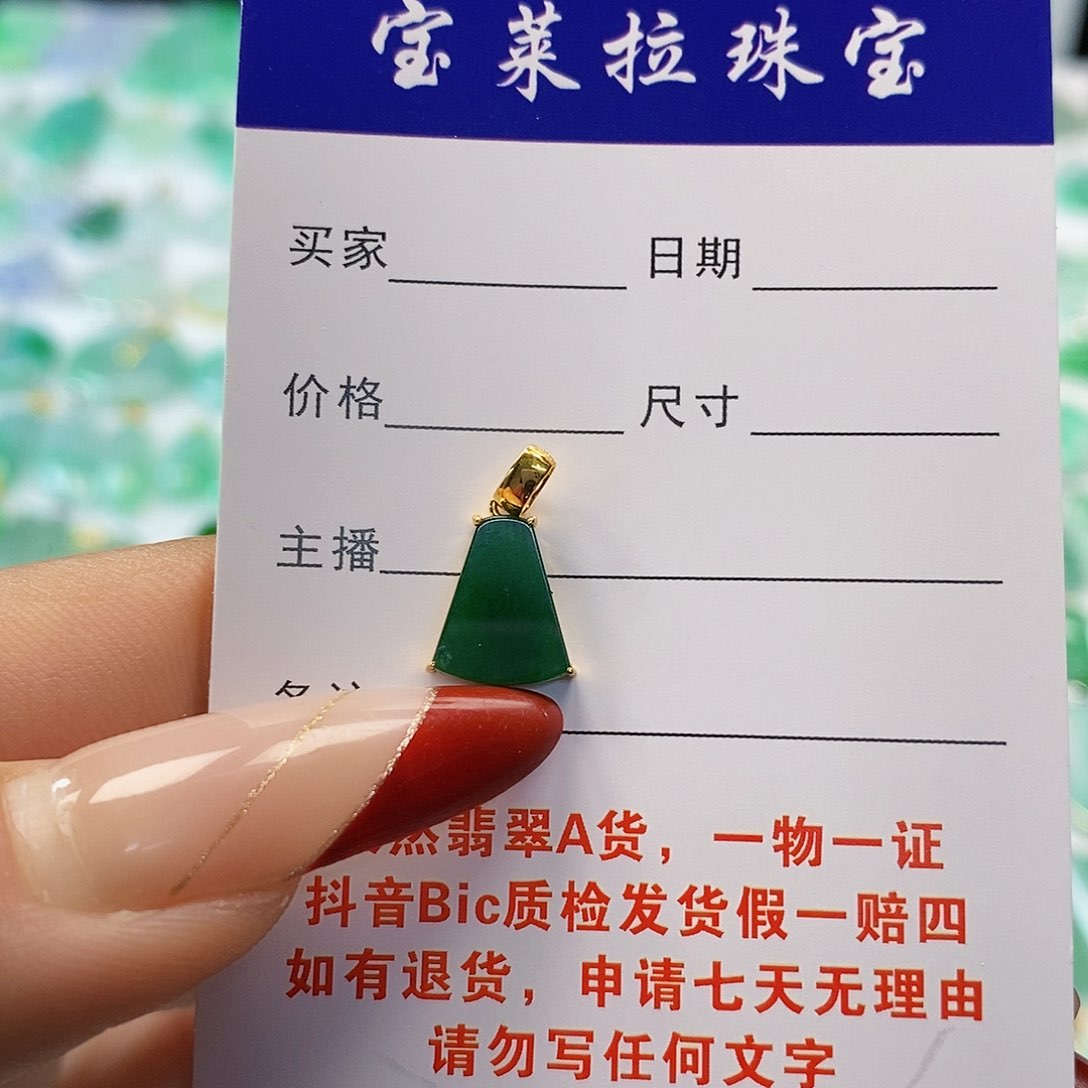 宝莱拉珠宝
买家 日期
价格 尺寸
主播
然翡翠A货，一物一证
抖音Bic质检发货假一赔四
如有退货，申请七天无理由
请勿写任何文字